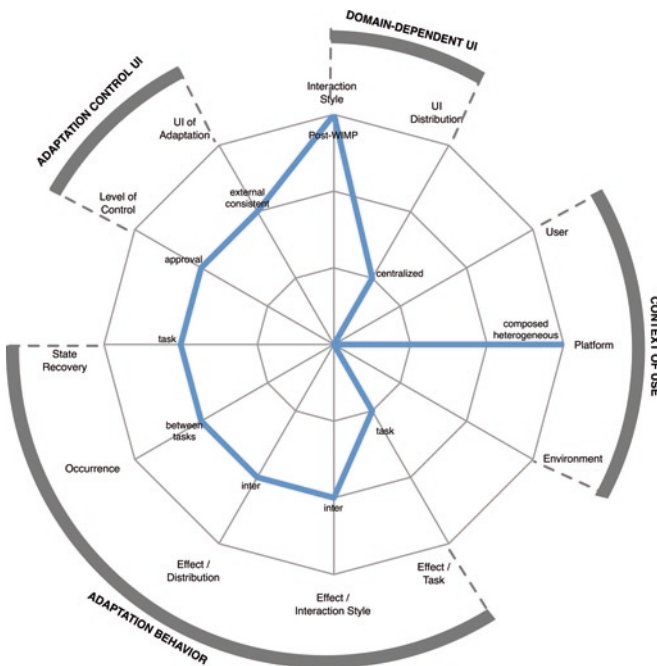 DOMAIN-DEPENDENT UI
ADAPTATION CONTROL UI
Interaction
Style
UI
Distribution
UI of
Adaptation
Post-WIMP
external
consistent
Level of
Control
User
approval
centralized
CONTEXT OF USE
composed
heterogeneous
task
Platform
State
Recovery
between
tasks
task
Occurrence
Environment
inter
inter
Effect /
Distribution
Effect /
Task
Effect /
Interaction Style
ADAPTATION BEHAVIOR